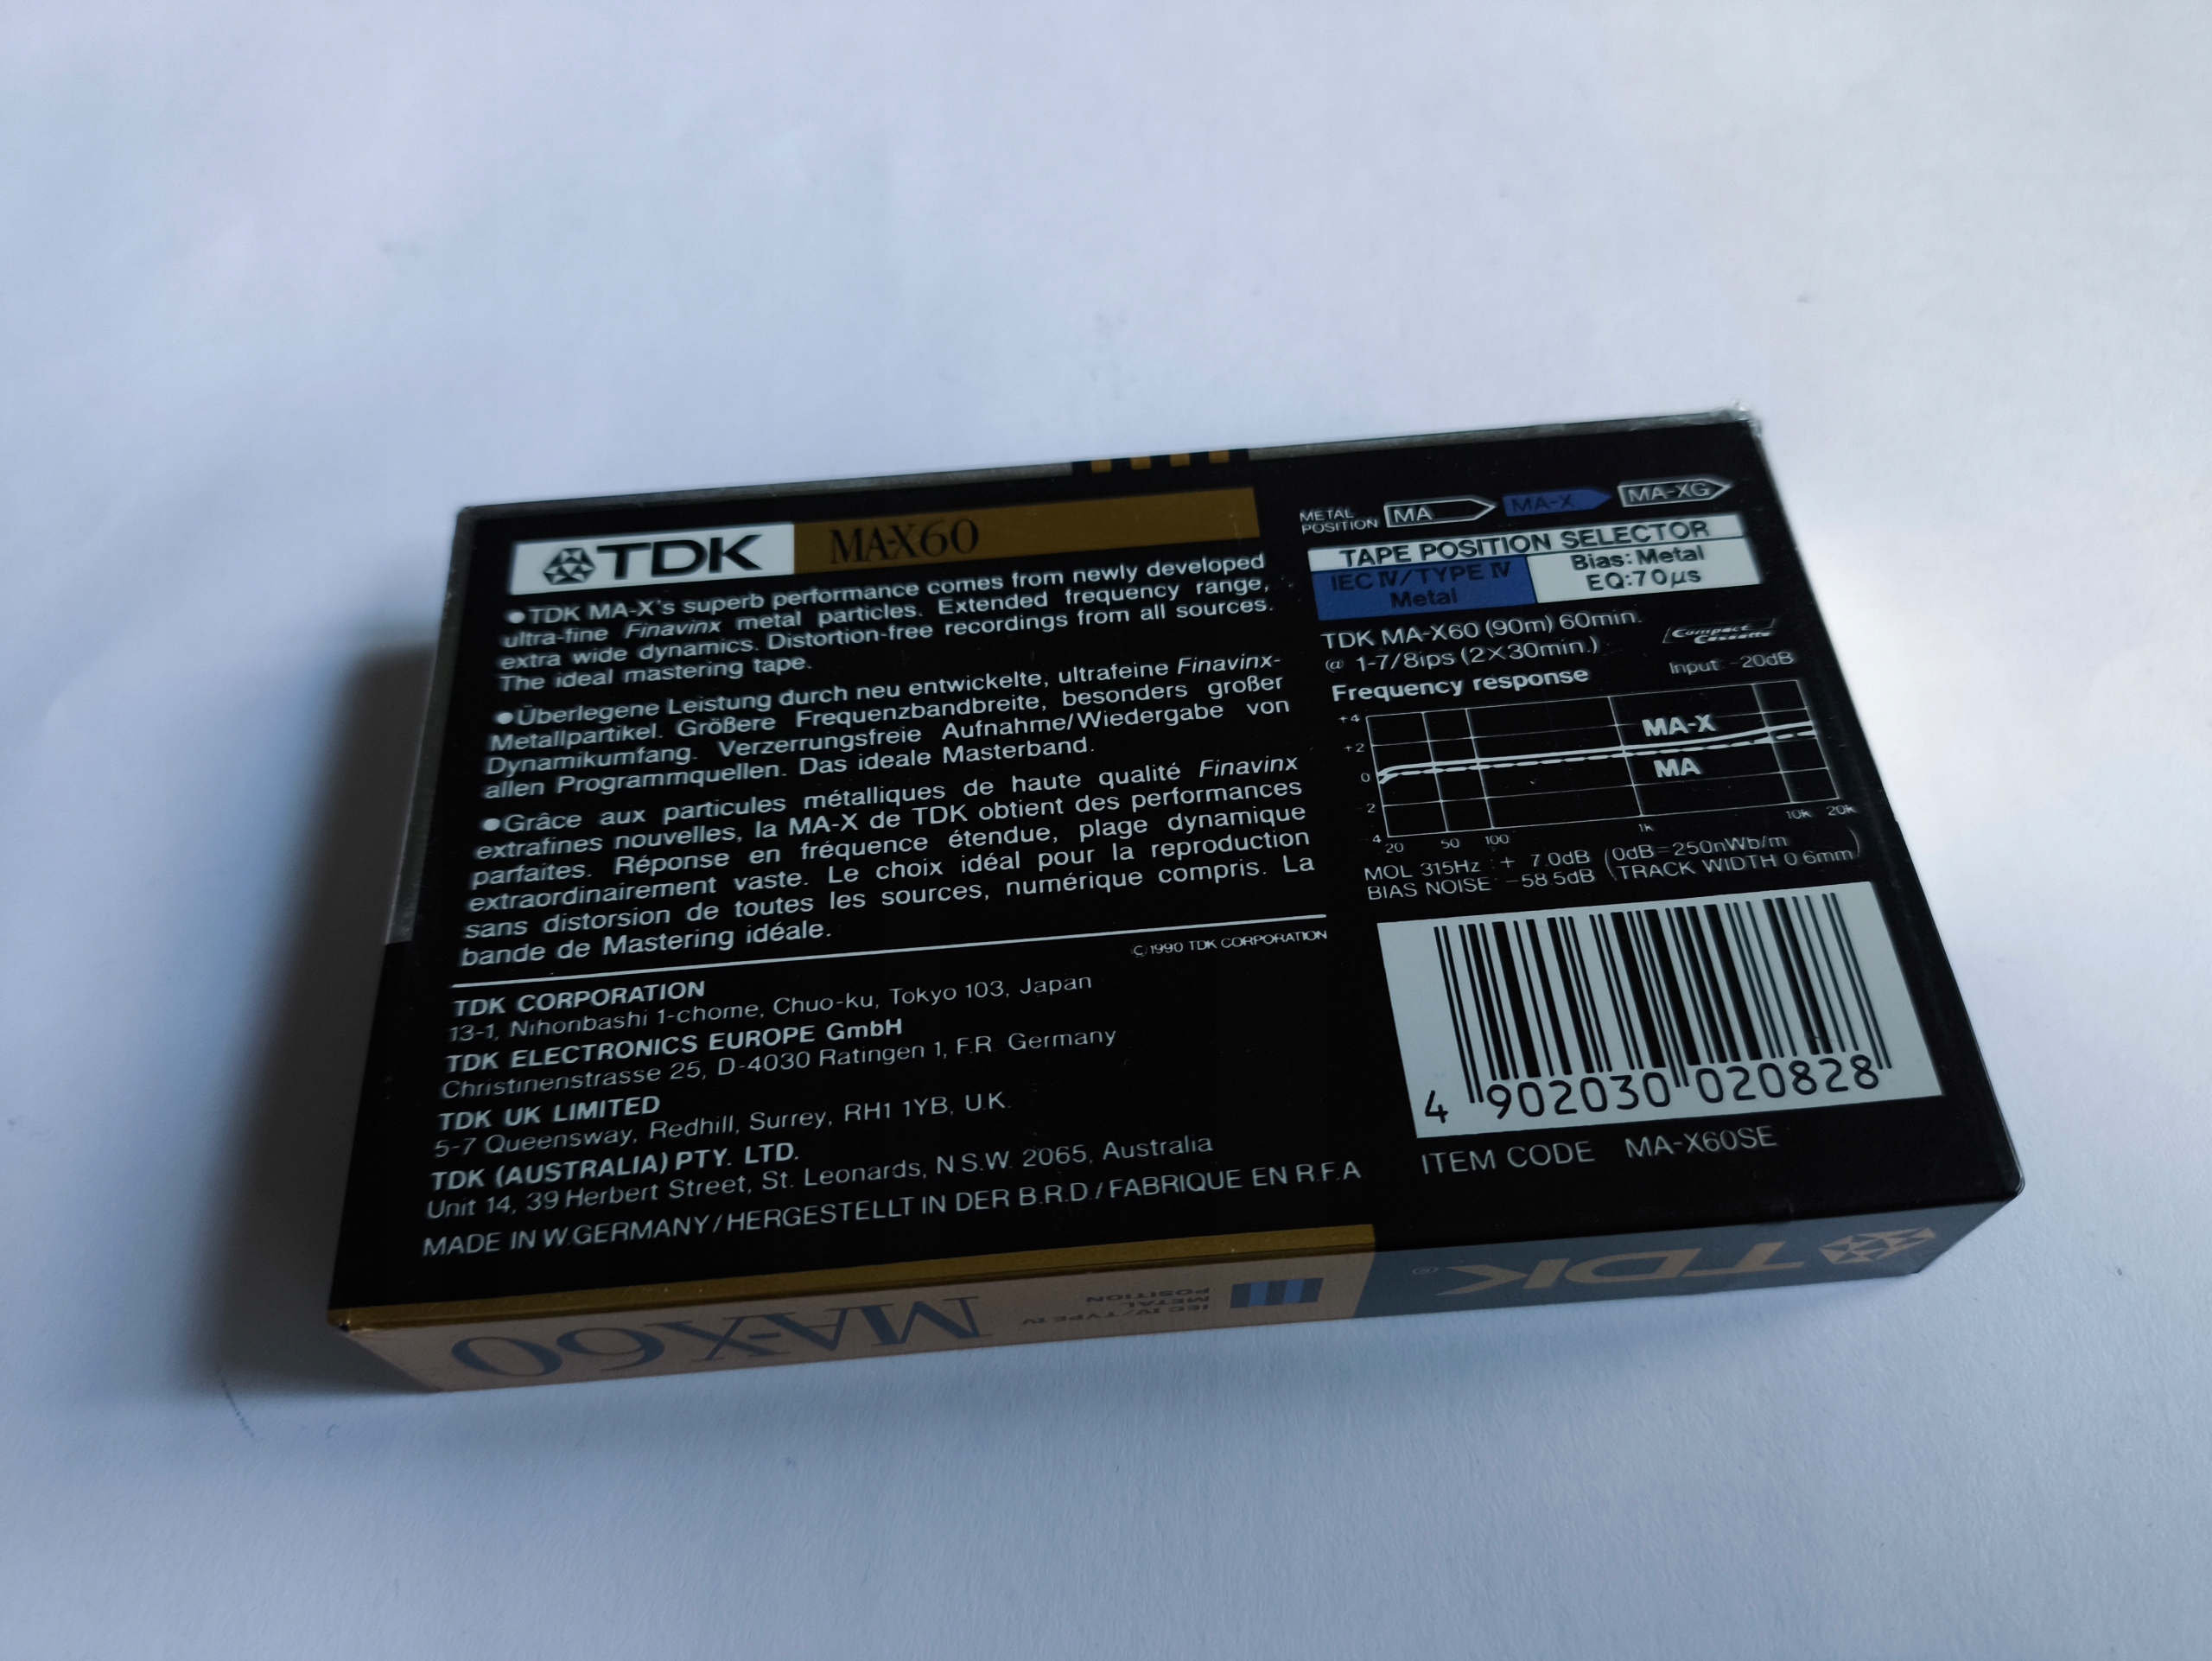 TDK MA-X60
●TDK MA-X's superb performance comes from newly developed
ultra-fine Finavinx metal particles. Extended frequency range,
extra wide dynamics. Distortion-free recordings from all sources.
The ideal mastering tape.
●Überlegene Leistung durch neu entwickelte, ultrafeine Finavinx-
Metallpartikel. Größere Frequenzbandbreite, besonders großer
Dynamikumfang. Verzerrungsfreie Aufnahme/Wiedergabe von
allen Programmquellen. Das ideale Masterband.
●Grâce aux particules métalliques de haute qualité Finavinx
extrafines nouvelles, la MA-X de TDK obtient des performances
parfaites. Réponse en fréquence étendue, plage dynamique
extraordinairement vaste. Le choix idéal pour la reproduction
sans distorsion de toutes les sources, numérique compris. La
bande de Mastering idéale.
©1990 TDK CORPORATION
TDK CORPORATION
13-1, Nihonbashi 1-chome, Chuo-ku, Tokyo 103, Japan
TDK ELECTRONICS EUROPE GmbH
Christinenstrasse 25, D-4030 Ratingen 1, F.R. Germany
TDK UK LIMITED
5-7 Queensway, Redhill, Surrey, RH1 1YB, U.K.
TDK (AUSTRALIA) PTY. LTD.
Unit 14, 39 Herbert Street, St. Leonards, N.S.W. 2065, Australia
MADE IN W.GERMANY/HERGESTELLT IN DER B.R.D./FABRIQUE EN R.F.A
METAL
POSITION
MA MA-X MA-XG
TAPE POSITION SELECTOR
IEC IV/TYPE IV
Metal
Bias: Metal
EQ:70µs
TDK MA-X60 (90m) 60min.
@ 1-7/8ips (2×30min.)
Compact
Cassette
Frequency response
Input: -20dB
+4
+2
0
-2
-4
MA-X
MA
20 50 100 1k 10k 20k
MOL 315Hz : + 7.0dB (0dB=250nWb/m
BIAS NOISE: -58.5dB TRACK WIDTH 0.6mm)
4 902030 020828
ITEM CODE MA-X60SE
TDK®
IEC IV/TYPE IV
METAL
POSITION
MA-X60